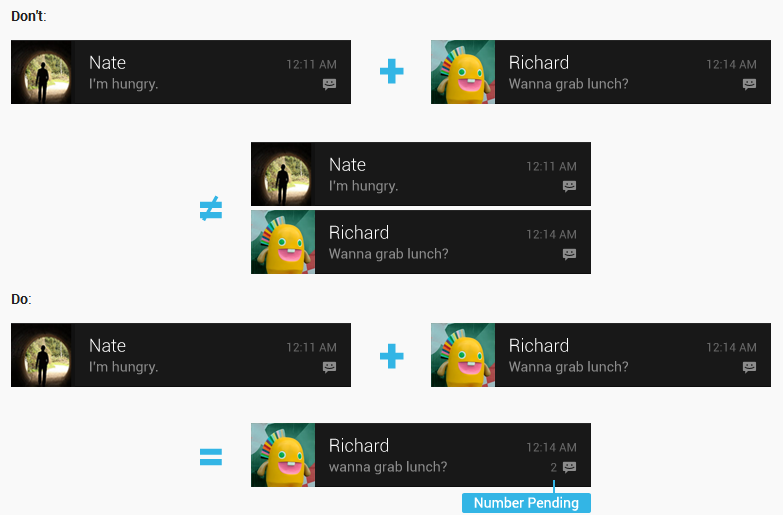 Don't:
Nate
12:11 AM
I'm hungry.
Richard
12:14 AM
Wanna grab lunch?
Nate
12:11 AM
I'm hungry.
Richard
12:14 AM
Wanna grab lunch?
Do:
Nate
12:11 AM
I'm hungry.
Richard
12:14 AM
Wanna grab lunch?
Richard
12:14 AM
wanna grab lunch?
2
Number Pending